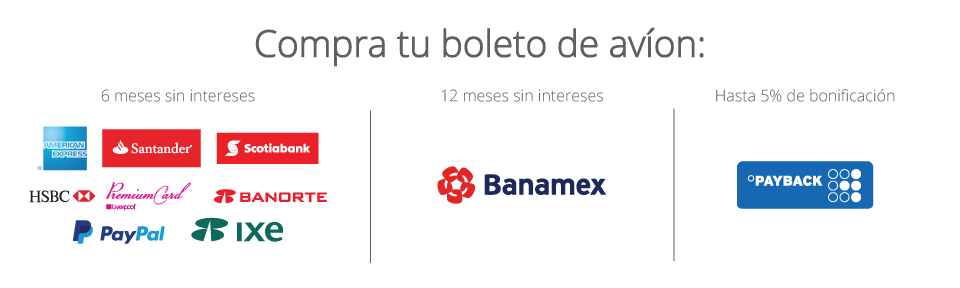 Compra tu boleto de avíon:
6 meses sin intereses
AMERICAN EXPRESS
Santander
Scotiabank
HSBC
PremiumCard
Liverpool
BANORTE
PayPal
ixe
12 meses sin intereses
Banamex
Hasta 5% de bonificación
PAYBACK